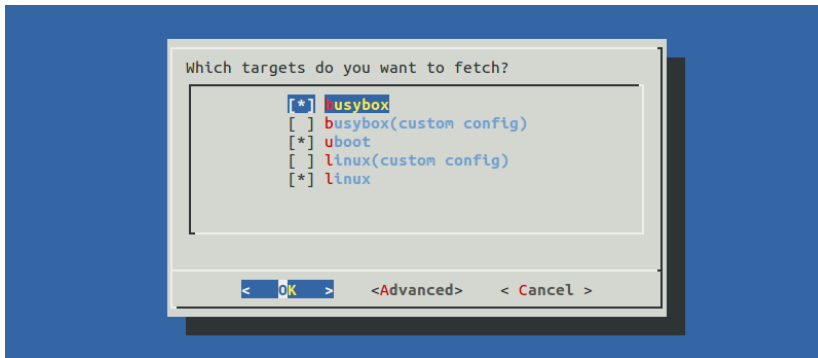 Which targets do you want to fetch?
[*] busybox
[ ] busybox(custom config)
[*] uboot
[ ] linux(custom config)
[*] linux
< OK > <Advanced> < Cancel >